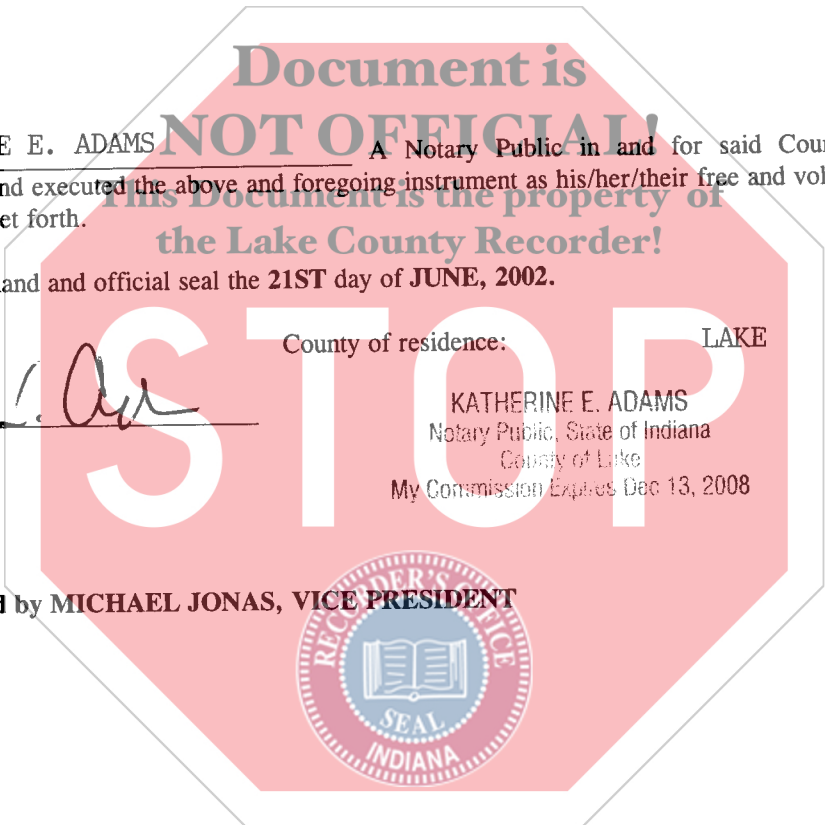 Document is
NOT OFFICIAL!
This Document is the property of
the Lake County Recorder!
STOP
E E. ADAMS A Notary Public in and for said Cou
nd executed the above and foregoing instrument as his/her/their free and vol
et forth.
and and official seal the 21ST day of JUNE, 2002.
County of residence: LAKE
KATHERINE E. ADAMS
Notary Public, State of Indiana
County of Lake
My Commission Expires Dec 13, 2008
d by MICHAEL JONAS, VICE PRESIDENT
RECORDER'S OFFICE
SEAL
INDIANA